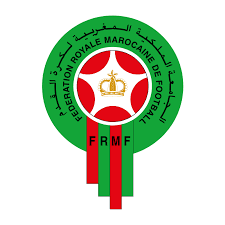 الجامعة الملكية المغربية لكرة القدم
FEDERATION ROYALE MAROCAINE DE FOOTBALL
FRMF